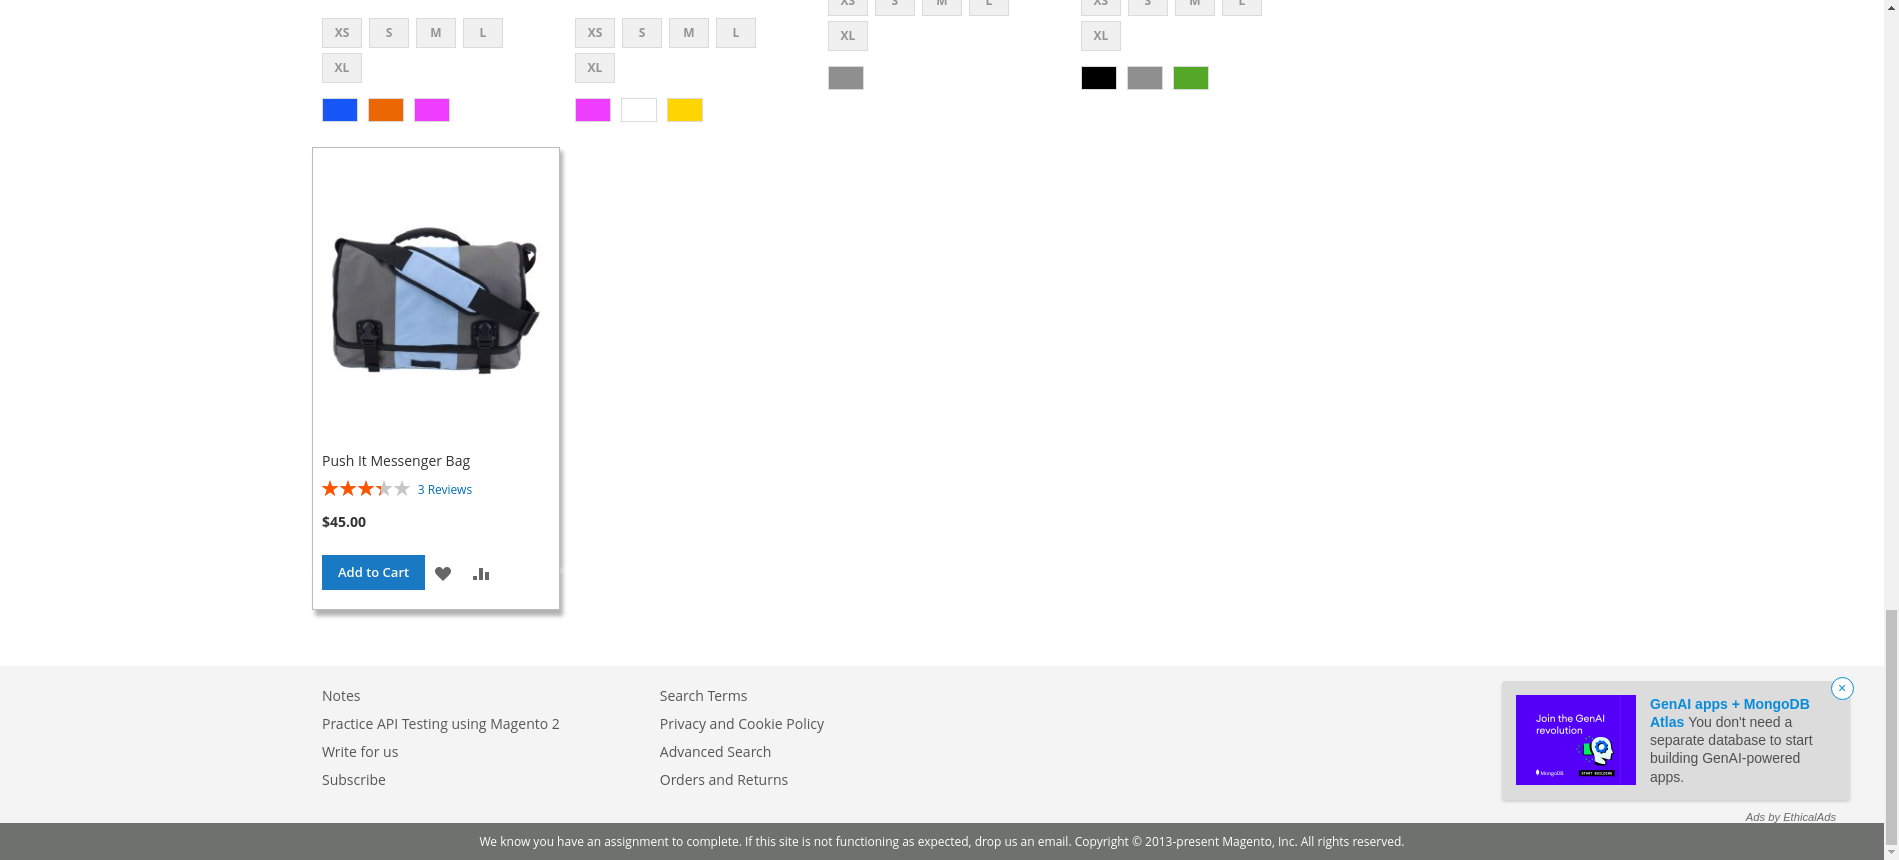 XS S M L
XL
XS S M L
XL
XS S M L
XL
XS S M L
XL
Push It Messenger Bag
3 Reviews
$45.00
Add to Cart
Notes
Practice API Testing using Magento 2
Write for us
Subscribe
Search Terms
Privacy and Cookie Policy
Advanced Search
Orders and Returns
Join the GenAI
revolution
MongoDB
START BUILDING
GenAI apps + MongoDB
Atlas You don't need a
separate database to start
building GenAI-powered
apps.
Ads by EthicalAds
We know you have an assignment to complete. If this site is not functioning as expected, drop us an email. Copyright © 2013-present Magento, Inc. All rights reserved.